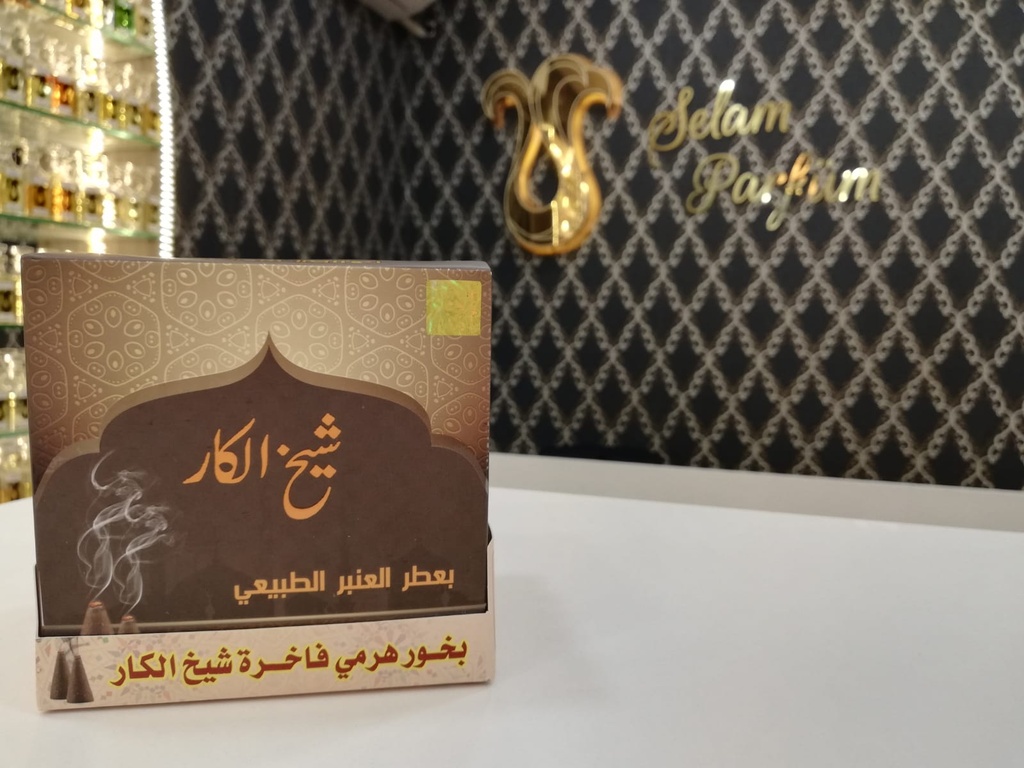 Selam
Parfüm
شيخ الكار
بعطر العنبر الطبيعي
بخور هرمي فاخرة شيخ الكار